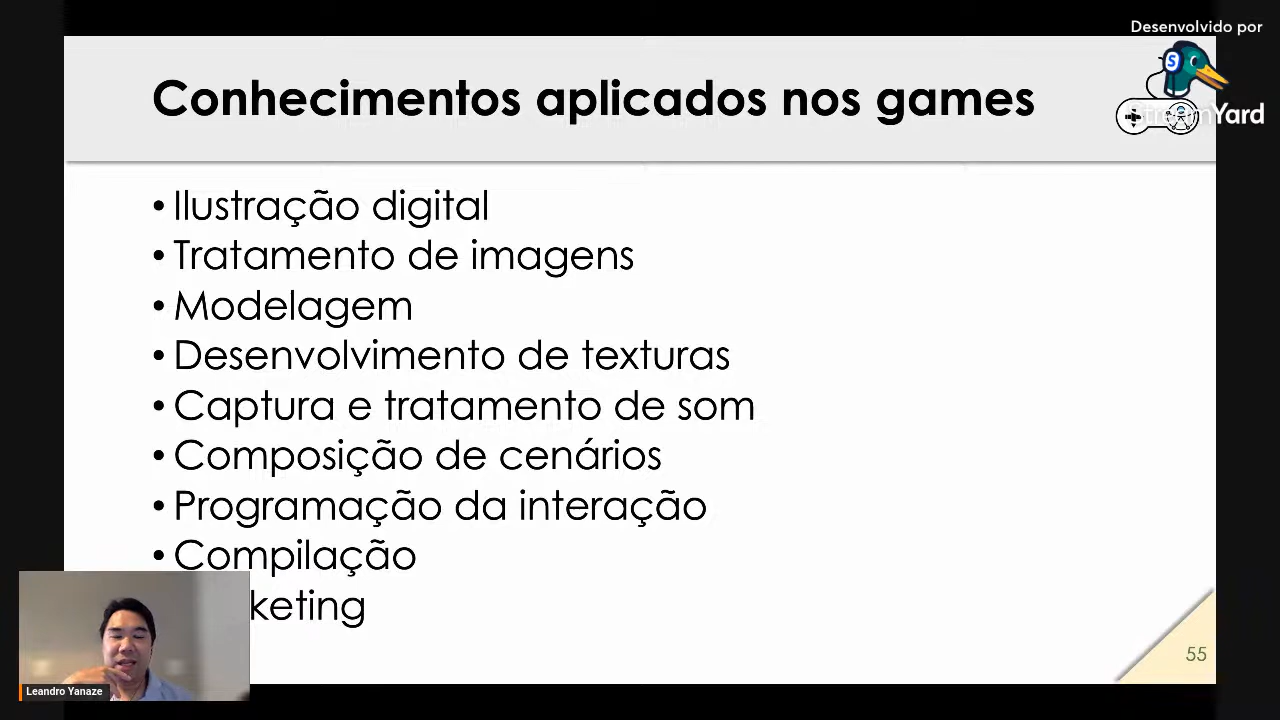 Desenvolvido por
StreamYard
Conhecimentos aplicados nos games
• Ilustração digital
• Tratamento de imagens
• Modelagem
• Desenvolvimento de texturas
• Captura e tratamento de som
• Composição de cenários
• Programação da interação
• Compilação
keting
55
Leandro Yanaze